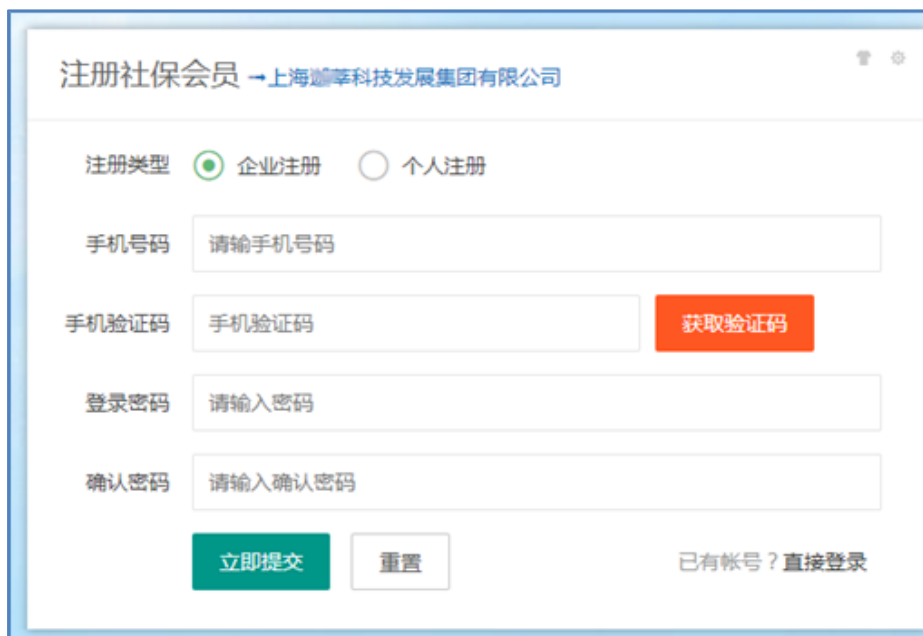 注册社保会员 →上海迦莘科技发展集团有限公司
注册类型 企业注册 个人注册
手机号码 请输手机号码
手机验证码 手机验证码 获取验证码
登录密码 请输入密码
确认密码 请输入确认密码
立即提交 重置 已有帐号？直接登录